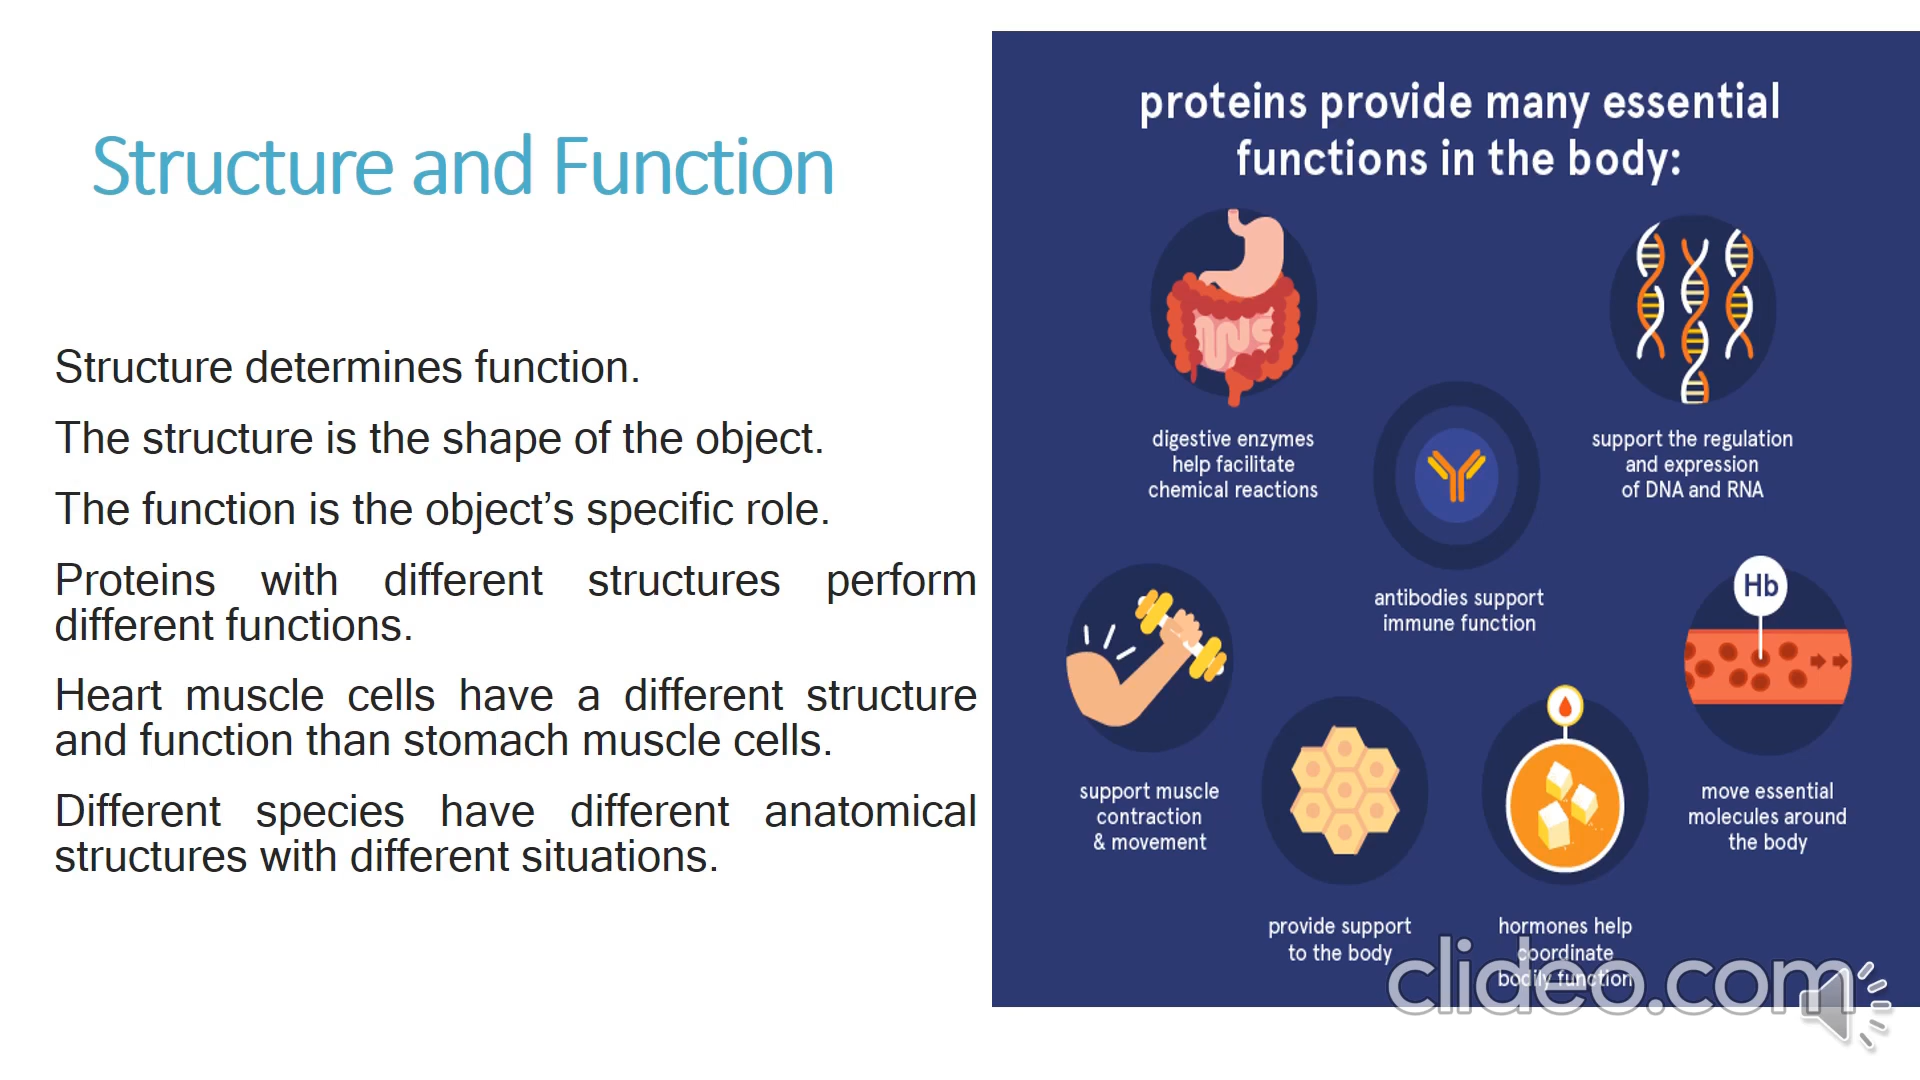 Structure and Function
Structure determines function.
The structure is the shape of the object.
The function is the object’s specific role.
Proteins with different structures perform
different functions.
Heart muscle cells have a different structure
and function than stomach muscle cells.
Different species have different anatomical
structures with different situations.
proteins provide many essential
functions in the body:
digestive enzymes
help facilitate
chemical reactions
support the regulation
and expression
of DNA and RNA
antibodies support
immune function
Hb
support muscle
contraction
& movement
move essential
molecules around
the body
provide support
to the body
hormones help
coordinate
bodily function
clideo.com